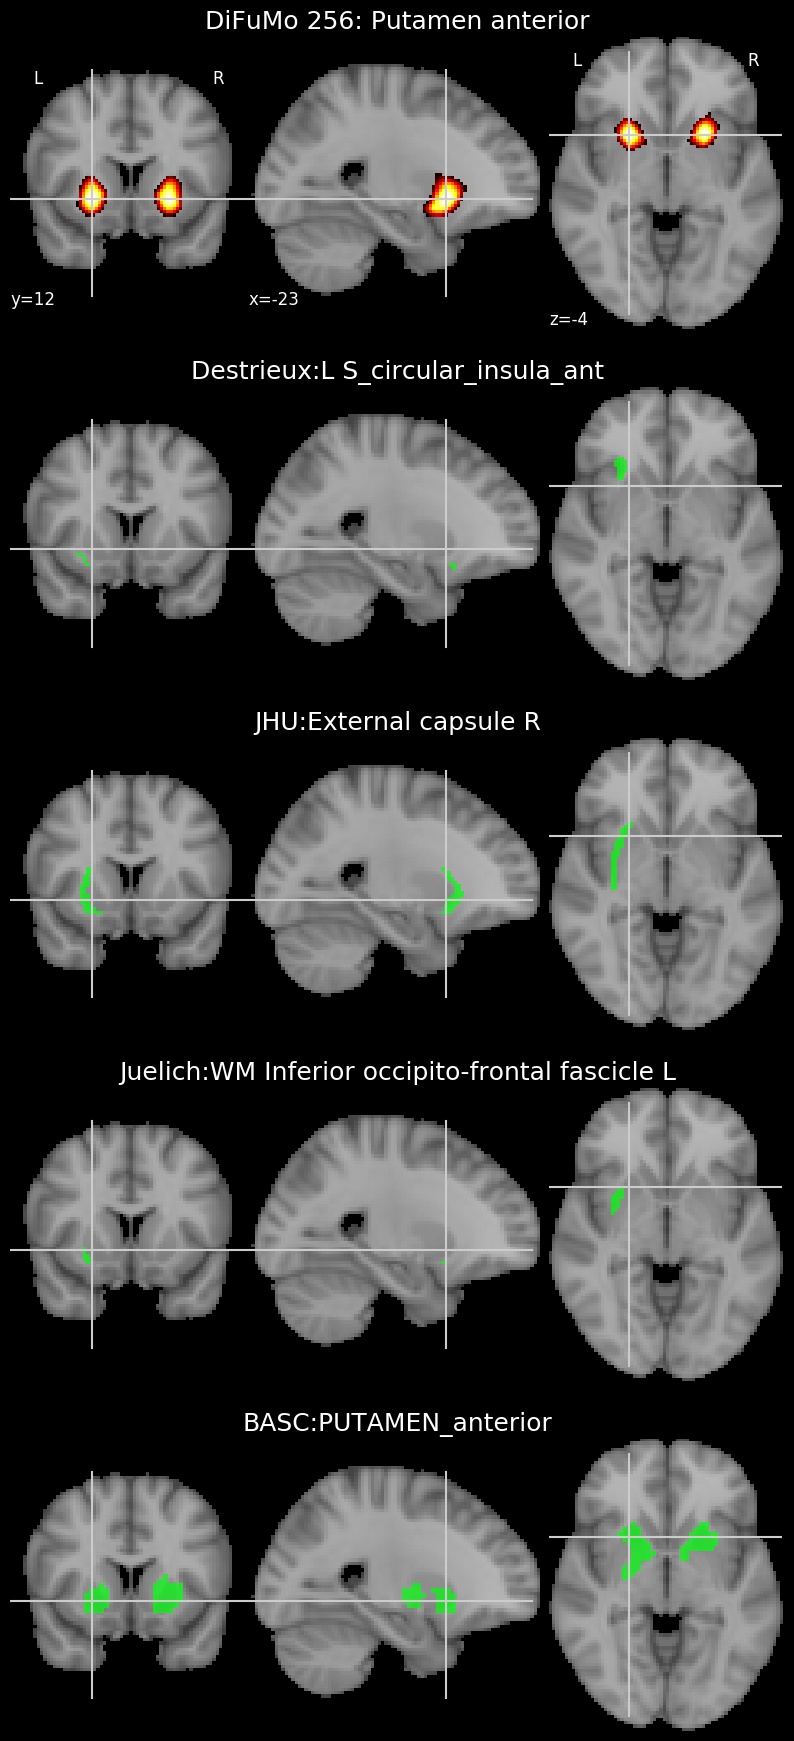 DiFuMo 256: Putamen anterior
L R
L R
y=12
x=-23
z=-4
Destrieux:L S_circular_insula_ant
JHU:External capsule R
Juelich:WM Inferior occipito-frontal fascicle L
BASC:PUTAMEN_anterior